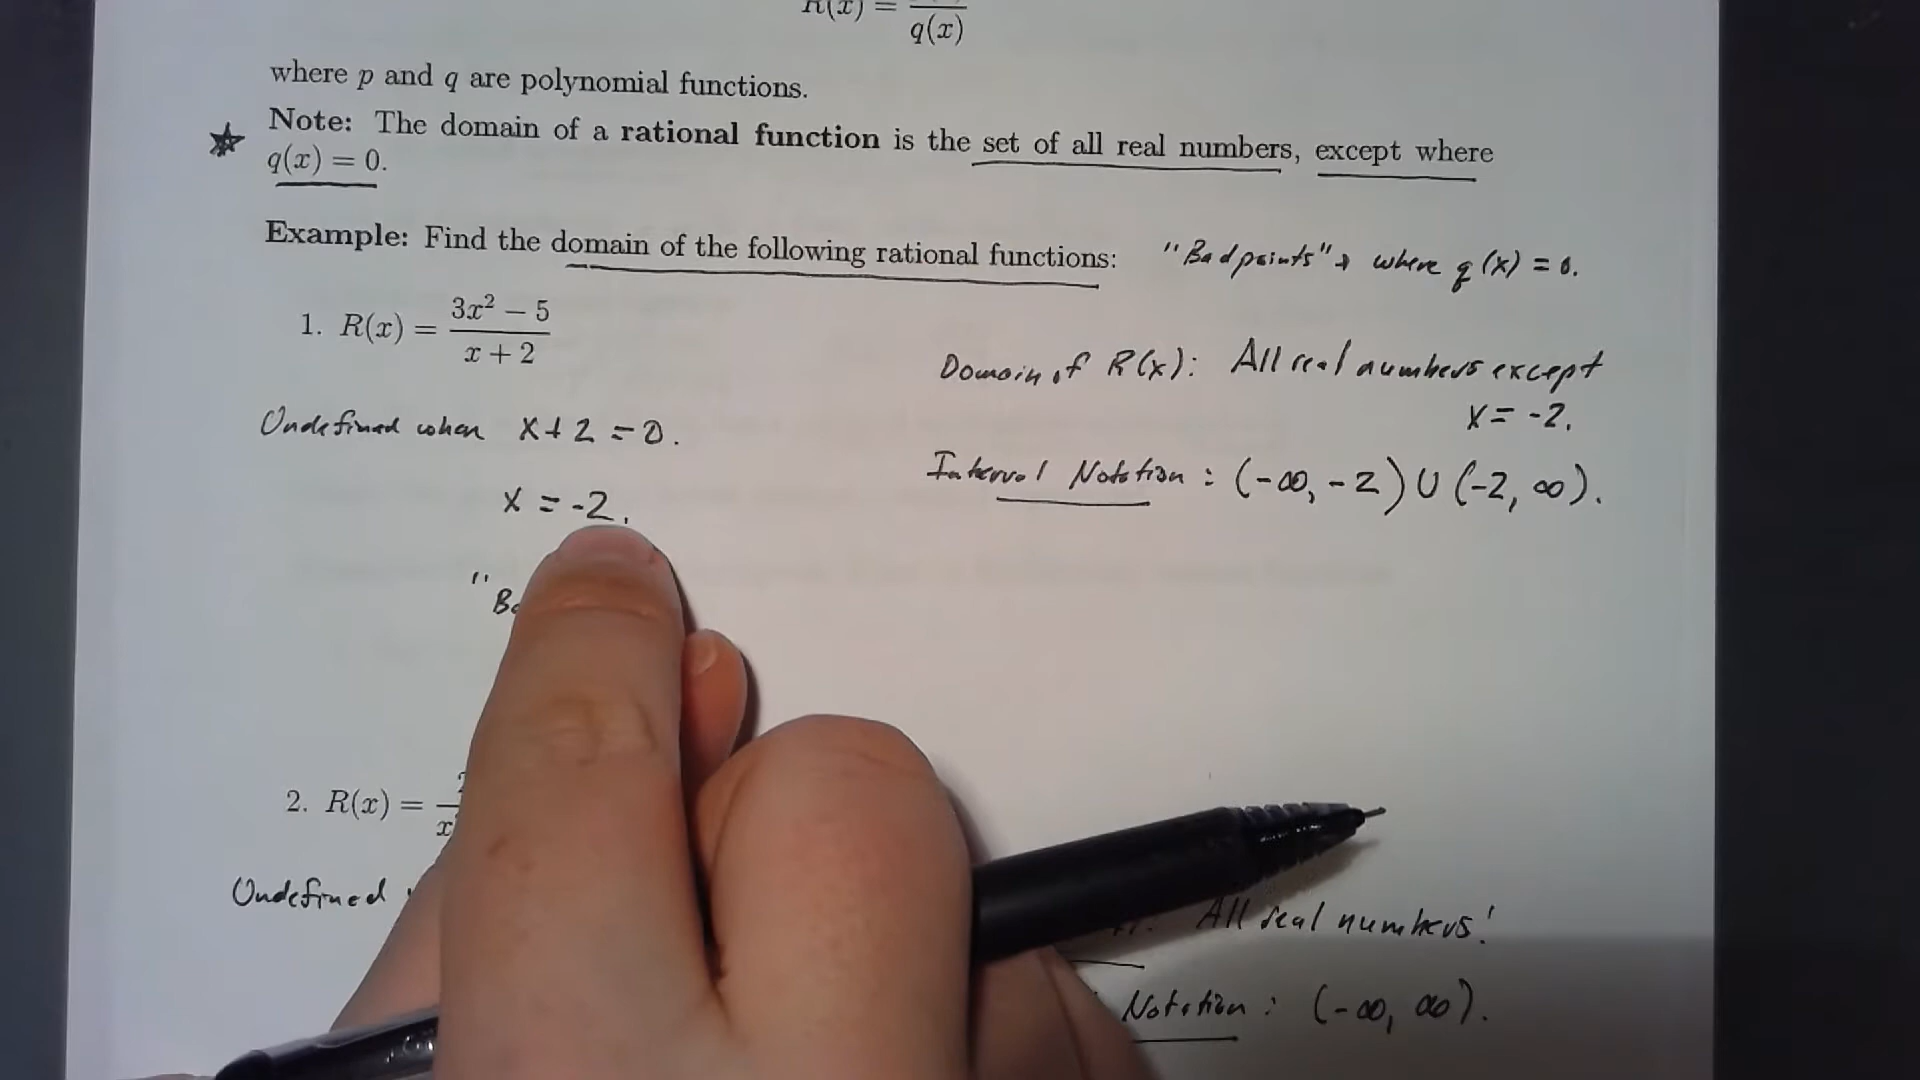 R(x) =
q(x)
where p and q are polynomial functions.
Note: The domain of a rational function is the set of all real numbers, except where
q(x) = 0.
Example: Find the domain of the following rational functions: "Bad points" → where q(x) = 0.
1. R(x) = 3x² − 5
x + 2
Domain of R(x): All real numbers except
x = -2.
Undefined when x+2 = 0.
Interval Notation : (-∞, -2) ∪ (-2, ∞).
x = -2.
"
2. R(x) =
x
Undefined
All real numbers!
Notation : (-∞, ∞).